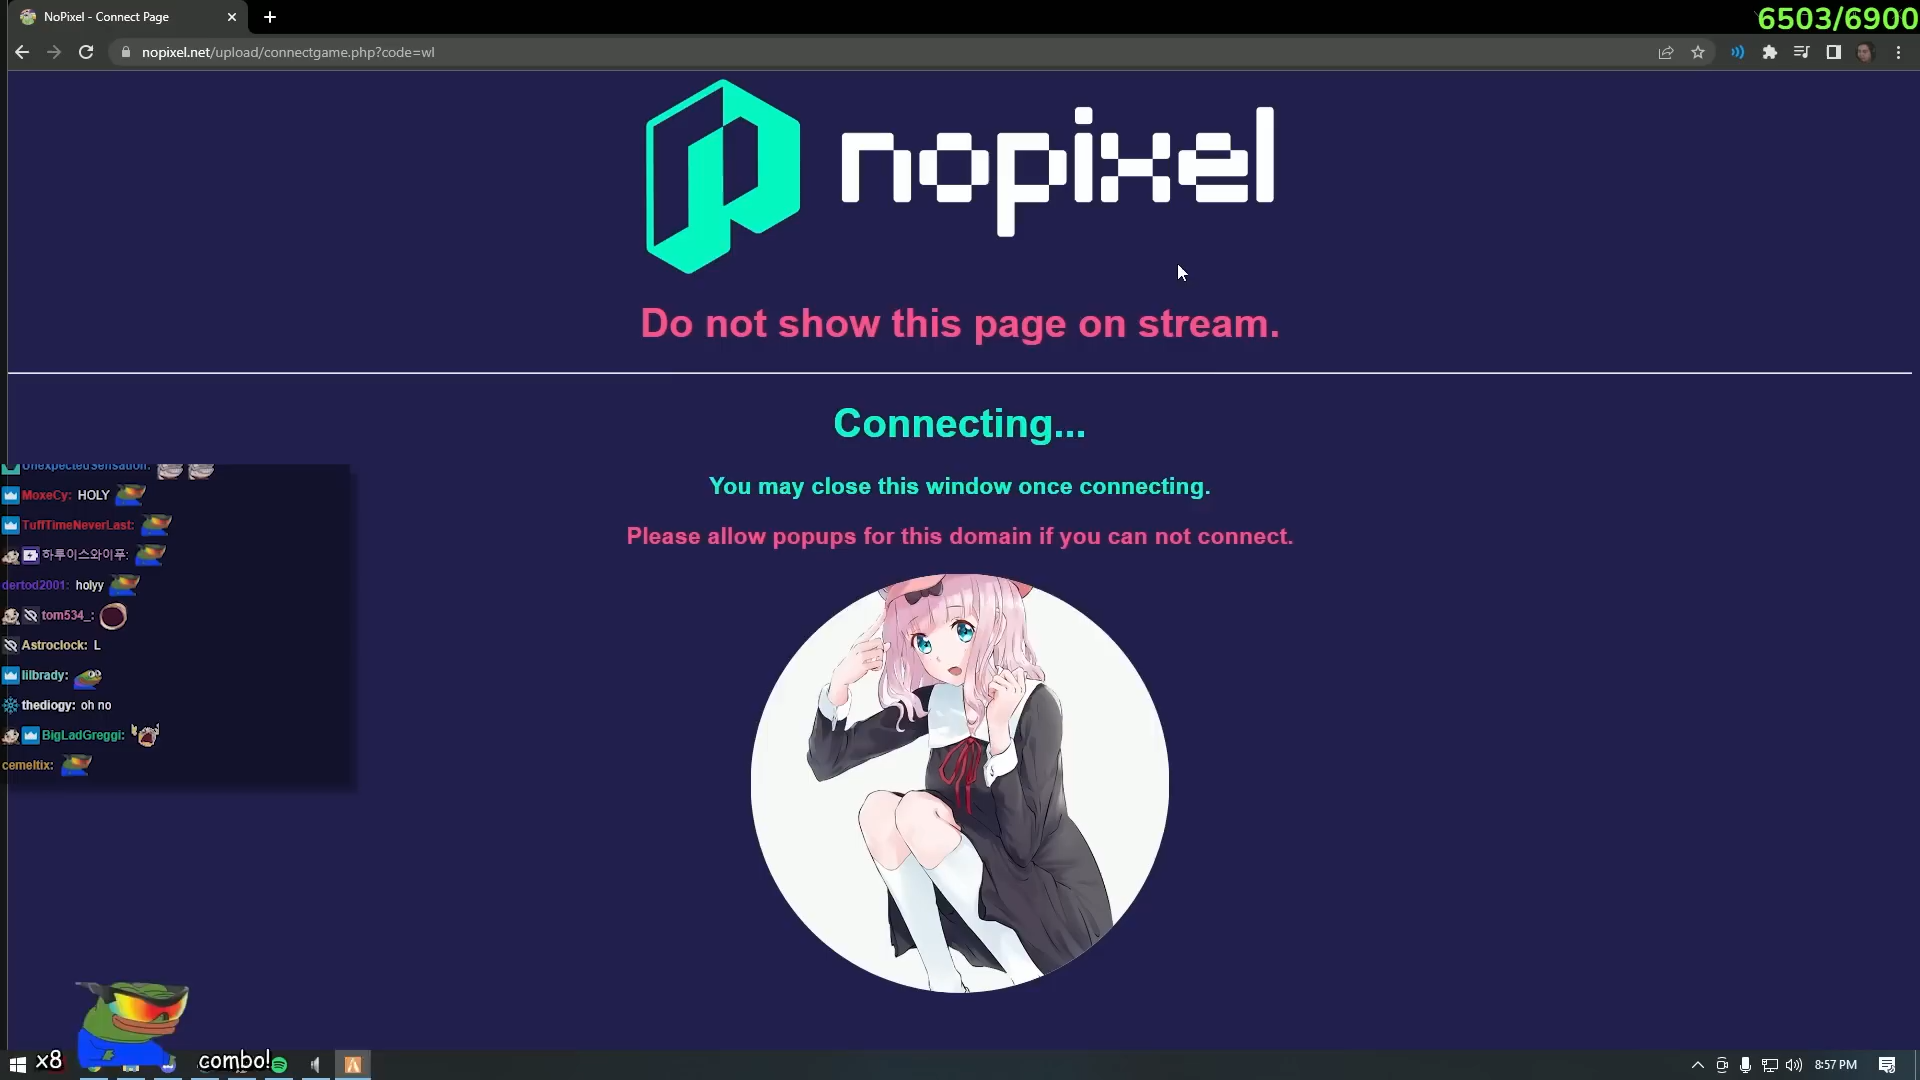 NoPixel - Connect Page
6503/6900
nopixel.net/upload/connectgame.php?code=wl
nopixel
Do not show this page on stream.
Connecting...
You may close this window once connecting.
Please allow popups for this domain if you can not connect.
UnexpectedSensation:
MoxeCy: HOLY
TuffTimeNeverLast:
하투이스와이푸:
dertod2001: holyy
tom534_:
Astroclock: L
lilbrady:
thediogy: oh no
BigLadGreggi:
cemeltix:
x8 combo!
8:57 PM